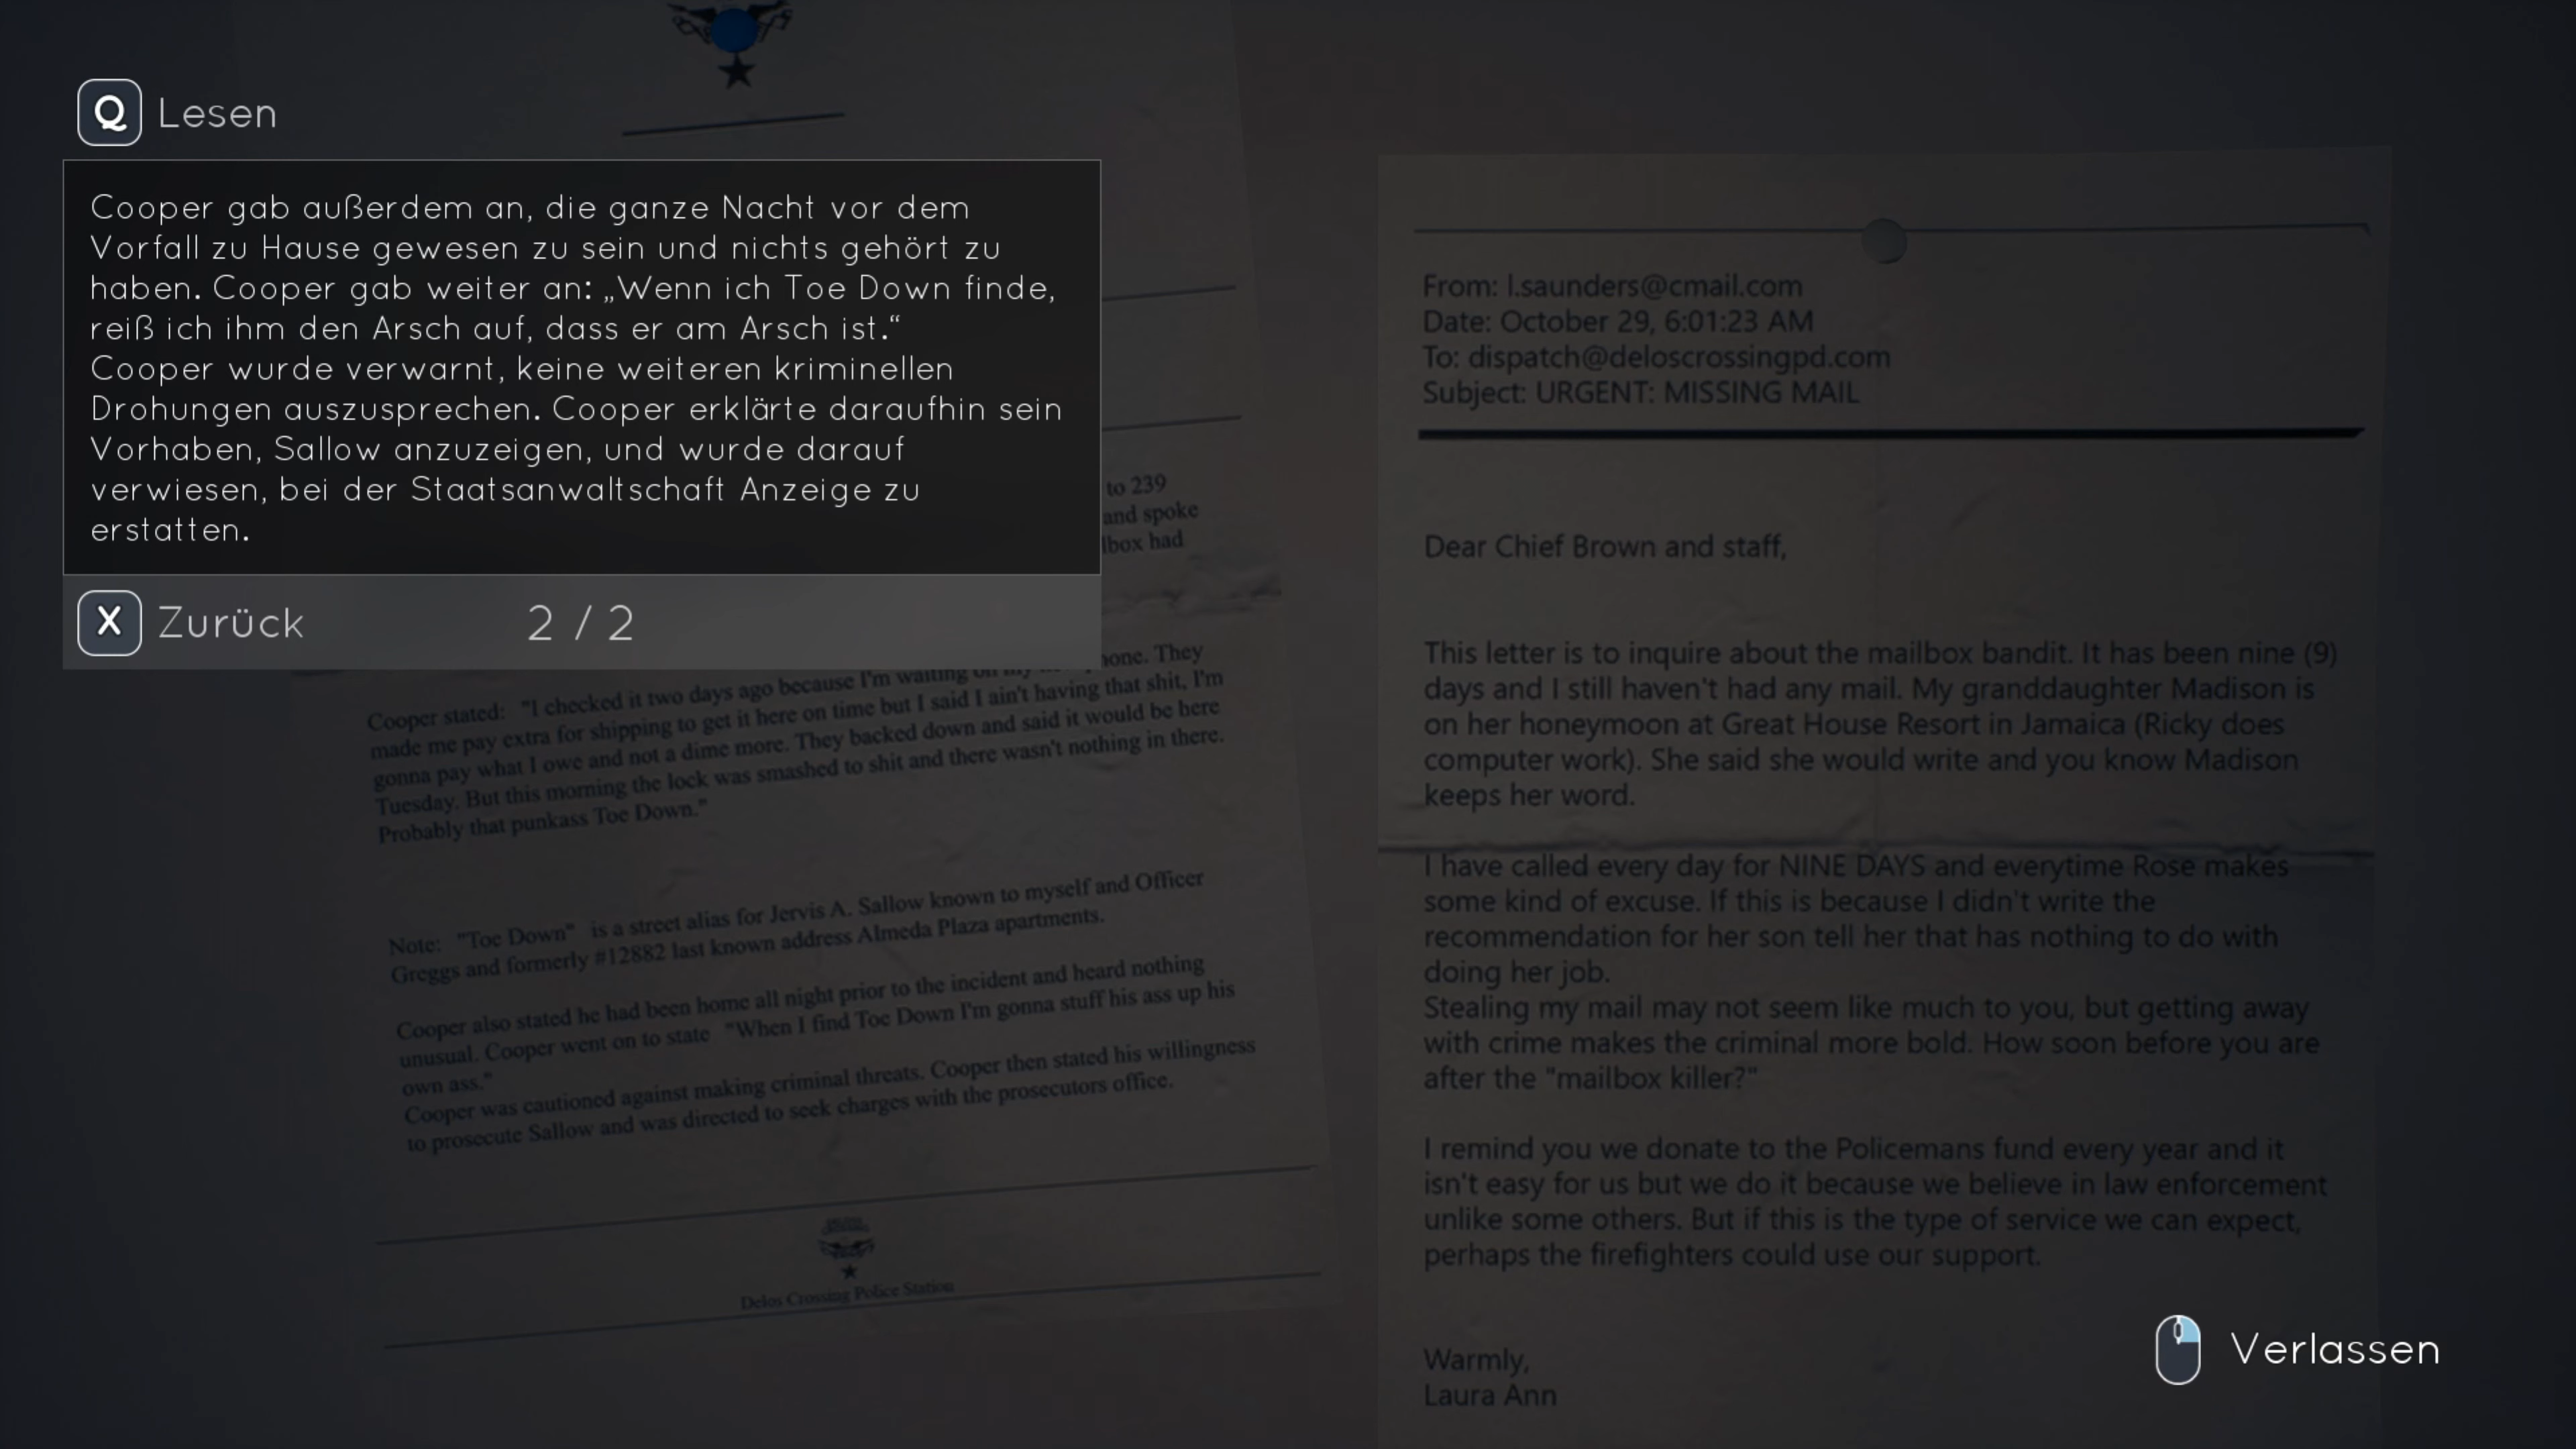 Q Lesen
Cooper gab außerdem an, die ganze Nacht vor dem
Vorfall zu Hause gewesen zu sein und nichts gehört zu
haben. Cooper gab weiter an: „Wenn ich Toe Down finde,
reiß ich ihm den Arsch auf, dass er am Arsch ist.“
Cooper wurde verwarnt, keine weiteren kriminellen
Drohungen auszusprechen. Cooper erklärte daraufhin sein
Vorhaben, Sallow anzuzeigen, und wurde darauf
verwiesen, bei der Staatsanwaltschaft Anzeige zu
erstatten.
X Zurück 2 / 2
to 239
and spoke
lbox had
Cooper stated: "I checked it two days ago because I'm waiting on my phone. They
made me pay extra for shipping to get it here on time but I said I ain't having that shit, I'm
gonna pay what I owe and not a dime more. They backed down and said it would be here
Tuesday. But this morning the lock was smashed to shit and there wasn't nothing in there.
Probably that punkass Toe Down."
Note: "Toe Down" is a street alias for Jervis A. Sallow known to myself and Officer
Greggs and formerly #12882 last known address Almeda Plaza apartments.
Cooper also stated he had been home all night prior to the incident and heard nothing
unusual. Cooper went on to state "When I find Toe Down I'm gonna stuff his ass up his
own ass."
Cooper was cautioned against making criminal threats. Cooper then stated his willingness
to prosecute Sallow and was directed to seek charges with the prosecutors office.
Delos Crossing Police Station
From: l.saunders@cmail.com
Date: October 29, 6:01:23 AM
To: dispatch@deloscrossingpd.com
Subject: URGENT: MISSING MAIL
Dear Chief Brown and staff,
This letter is to inquire about the mailbox bandit. It has been nine (9)
days and I still haven't had any mail. My granddaughter Madison is
on her honeymoon at Great House Resort in Jamaica (Ricky does
computer work). She said she would write and you know Madison
keeps her word.
I have called every day for NINE DAYS and everytime Rose makes
some kind of excuse. If this is because I didn't write the
recommendation for her son tell her that has nothing to do with
doing her job.
Stealing my mail may not seem like much to you, but getting away
with crime makes the criminal more bold. How soon before you are
after the "mailbox killer?"
I remind you we donate to the Policemans fund every year and it
isn't easy for us but we do it because we believe in law enforcement
unlike some others. But if this is the type of service we can expect,
perhaps the firefighters could use our support.
Warmly,
Laura Ann
Verlassen